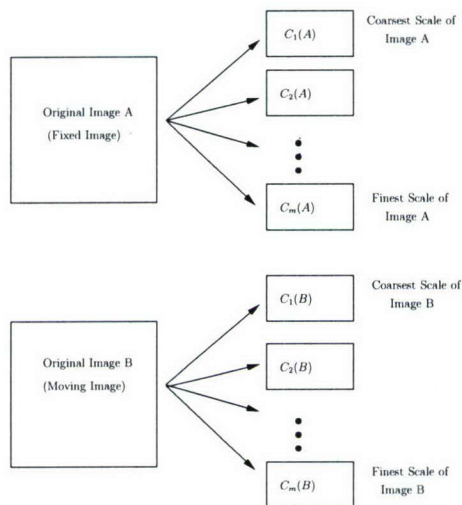 C₁(A)
Coarsest Scale of
Image A
C₂(A)
Original Image A
(Fixed Image)
Cₘ(A)
Finest Scale of
Image A
C₁(B)
Coarsest Scale of
Image B
C₂(B)
Original Image B
(Moving Image)
Cₘ(B)
Finest Scale of
Image B